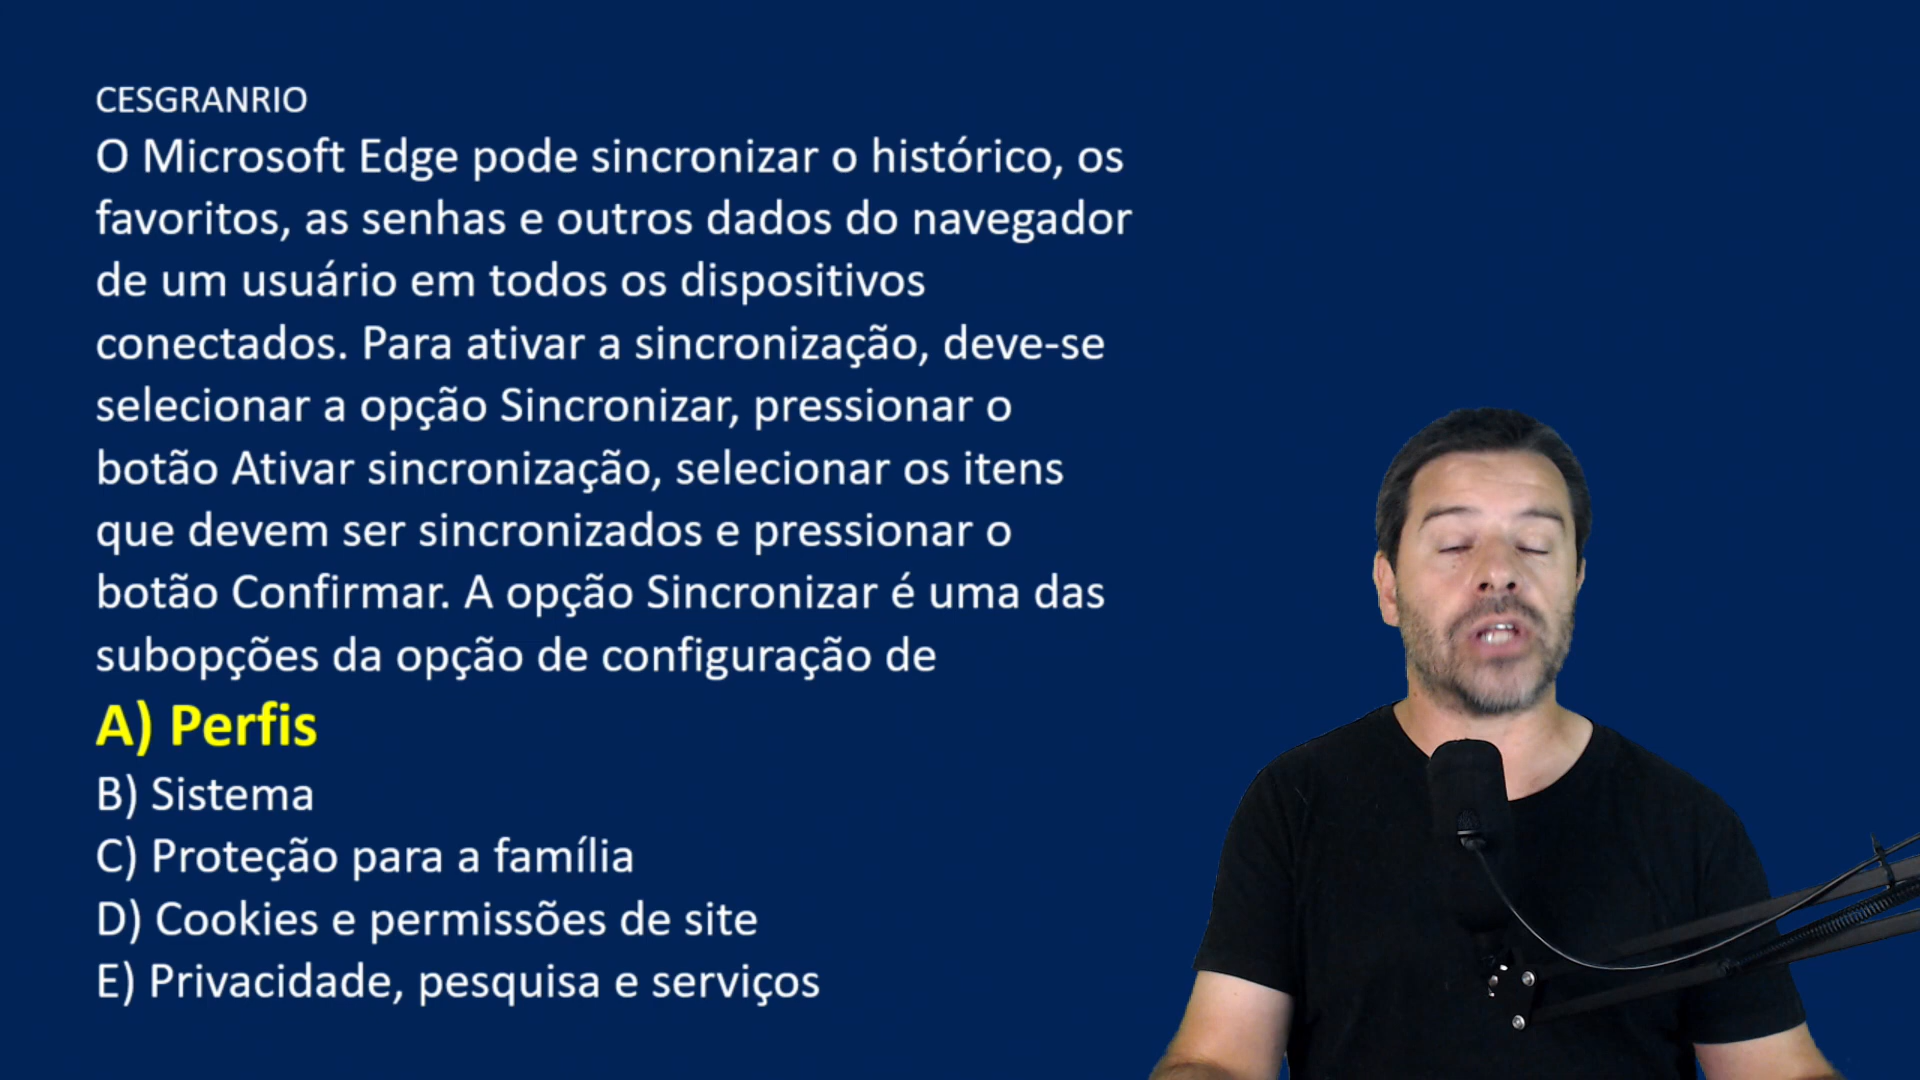 CESGRANRIO
O Microsoft Edge pode sincronizar o histórico, os
favoritos, as senhas e outros dados do navegador
de um usuário em todos os dispositivos
conectados. Para ativar a sincronização, deve-se
selecionar a opção Sincronizar, pressionar o
botão Ativar sincronização, selecionar os itens
que devem ser sincronizados e pressionar o
botão Confirmar. A opção Sincronizar é uma das
subopções da opção de configuração de
A) Perfis
B) Sistema
C) Proteção para a família
D) Cookies e permissões de site
E) Privacidade, pesquisa e serviços